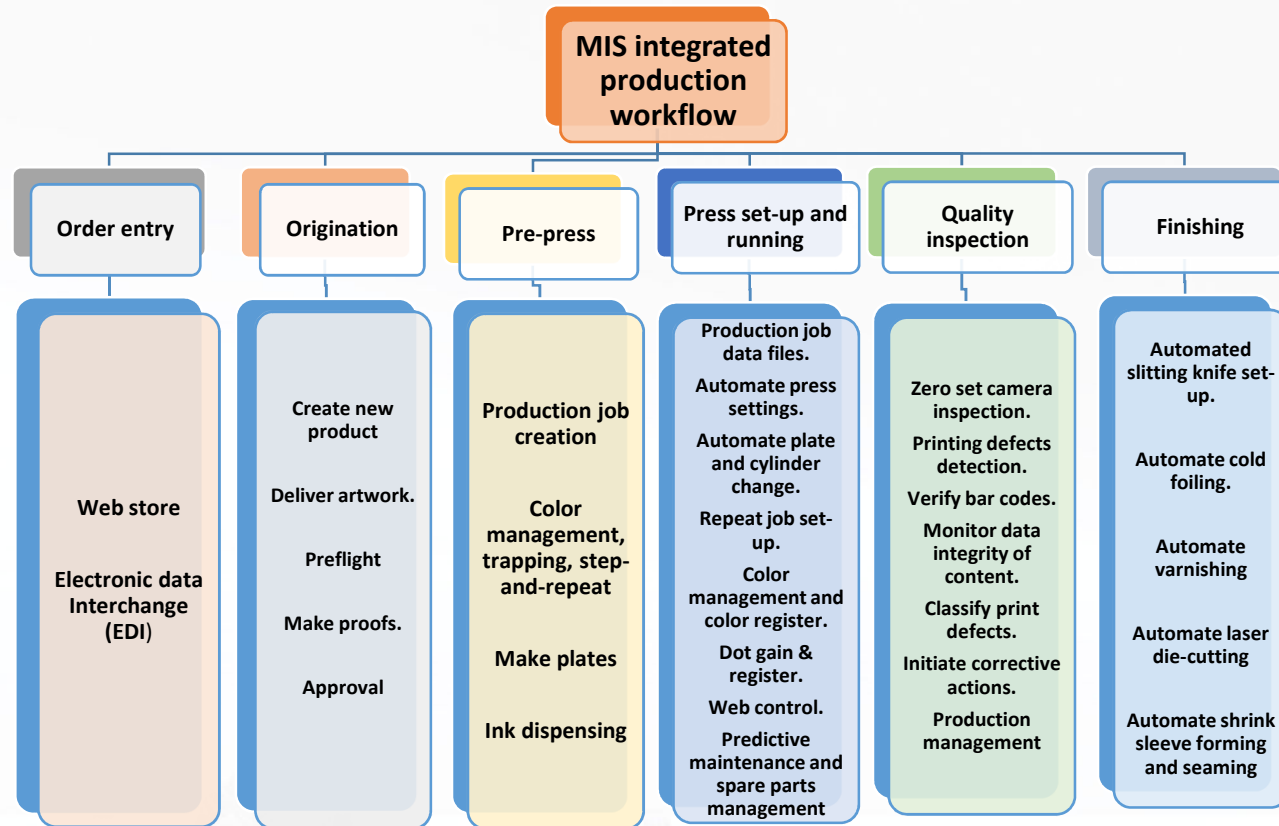 MIS integrated
production
workflow
Order entry
Origination
Pre-press
Press set-up and
running
Quality
inspection
Finishing
Web store
Electronic data
Interchange
(EDI)
Create new
product
Deliver artwork.
Preflight
Make proofs.
Approval
Production job
creation
Color
management,
trapping, step-
and-repeat
Make plates
Ink dispensing
Production job
data files.
Automate press
settings.
Automate plate
and cylinder
change.
Repeat job set-
up.
Color
management and
color register.
Dot gain &
register.
Web control.
Predictive
maintenance and
spare parts
management
Zero set camera
inspection.
Printing defects
detection.
Verify bar codes.
Monitor data
integrity of
content.
Classify print
defects.
Initiate corrective
actions.
Production
management
Automated
slitting knife set-
up.
Automate cold
foiling.
Automate
varnishing
Automate laser
die-cutting
Automate shrink
sleeve forming
and seaming